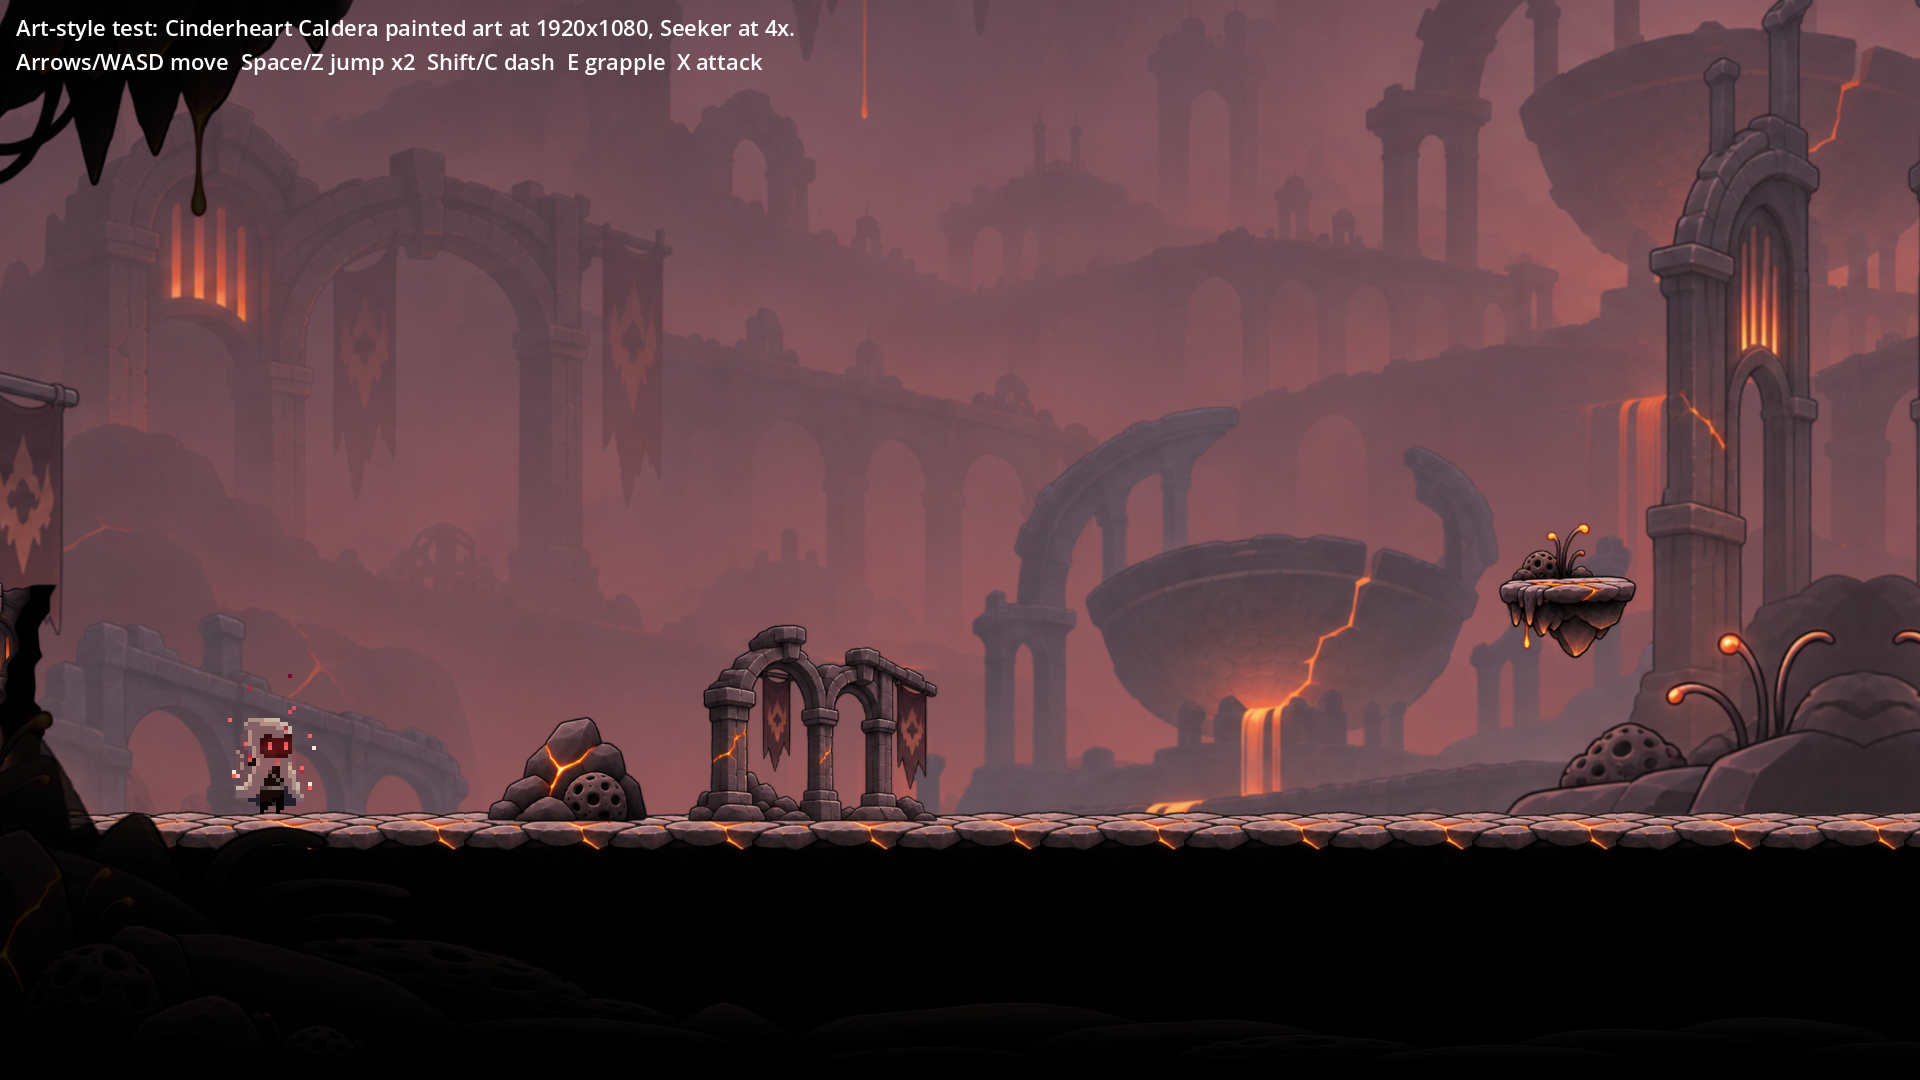 Art-style test: Cinderheart Caldera painted art at 1920x1080, Seeker at 4x.
Arrows/WASD move  Space/Z jump x2  Shift/C dash  E grapple  X attack